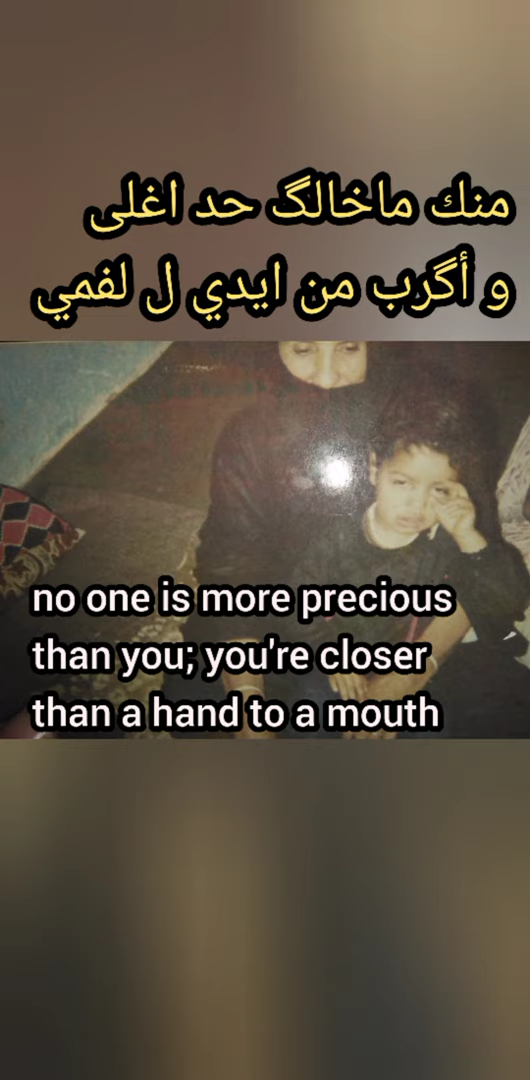 منك ماخالگ حد اغلى
و أگرب من ايدي ل لفمي
no one is more precious
than you; you're closer
than a hand to a mouth